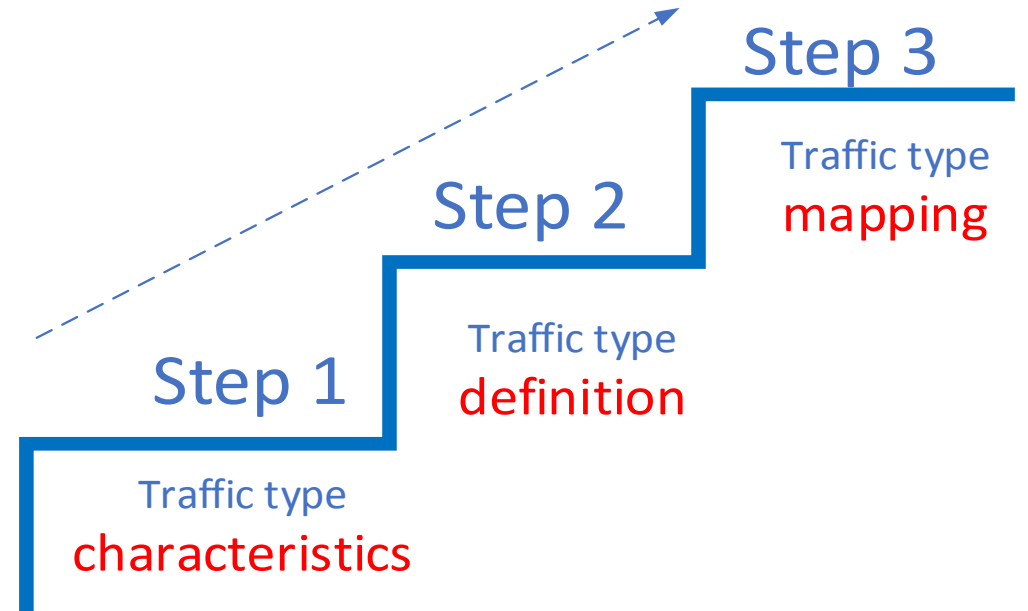 Step 1
Traffic type
characteristics
Step 2
Traffic type
definition
Step 3
Traffic type
mapping